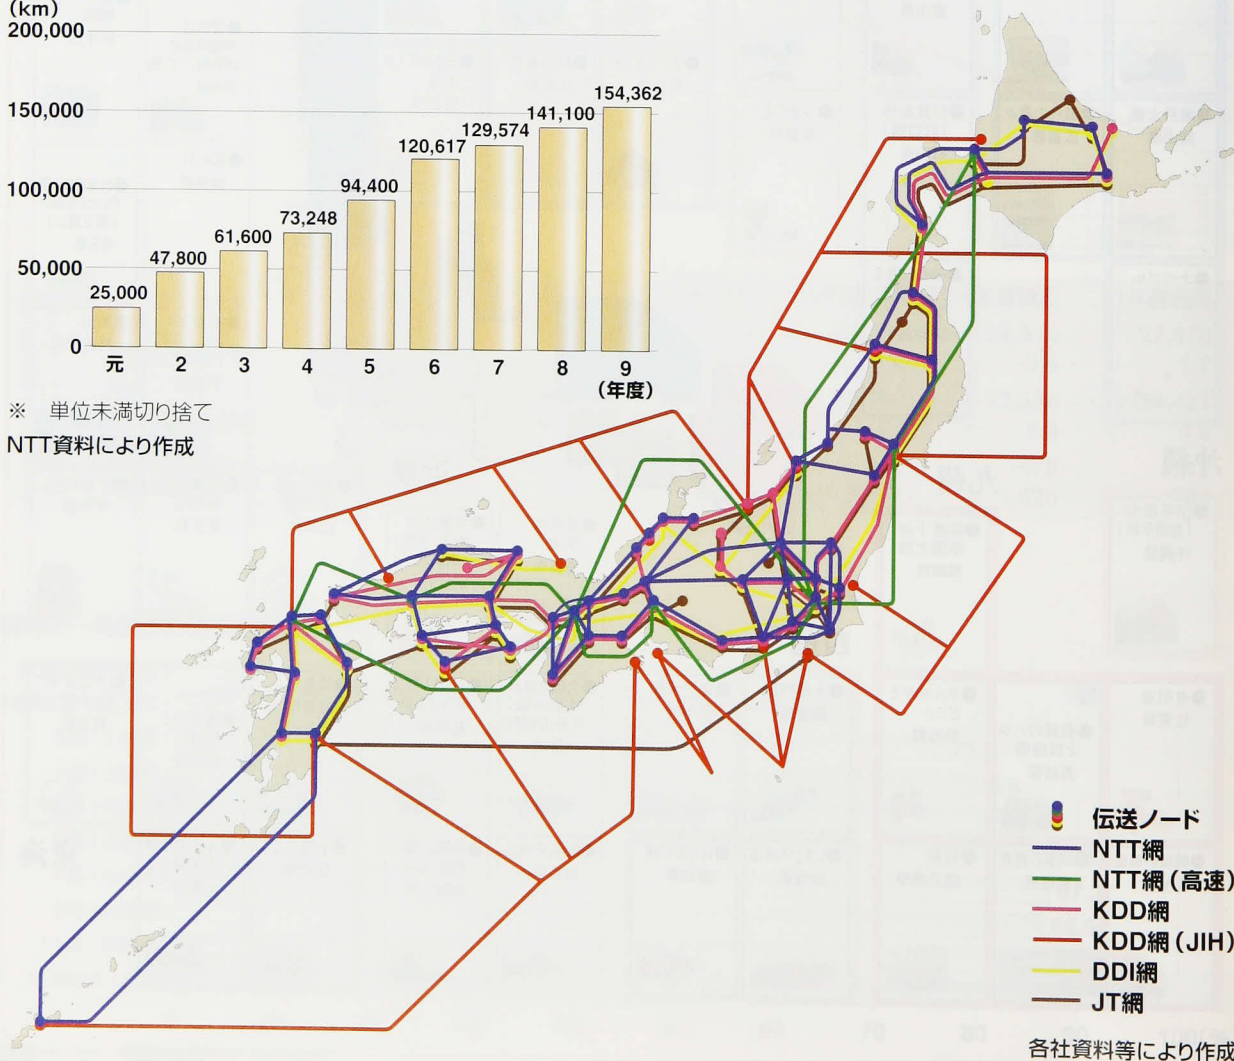 (km)
200,000
150,000
100,000
50,000
0
25,000
47,800
61,600
73,248
94,400
120,617
129,574
141,100
154,362
元 2 3 4 5 6 7 8 9
(年度)
※ 単位未満切り捨て
NTT資料により作成
伝送ノード
NTT網
NTT網(高速)
KDD網
KDD網(JIH)
DDI網
JT網
各社資料等により作成